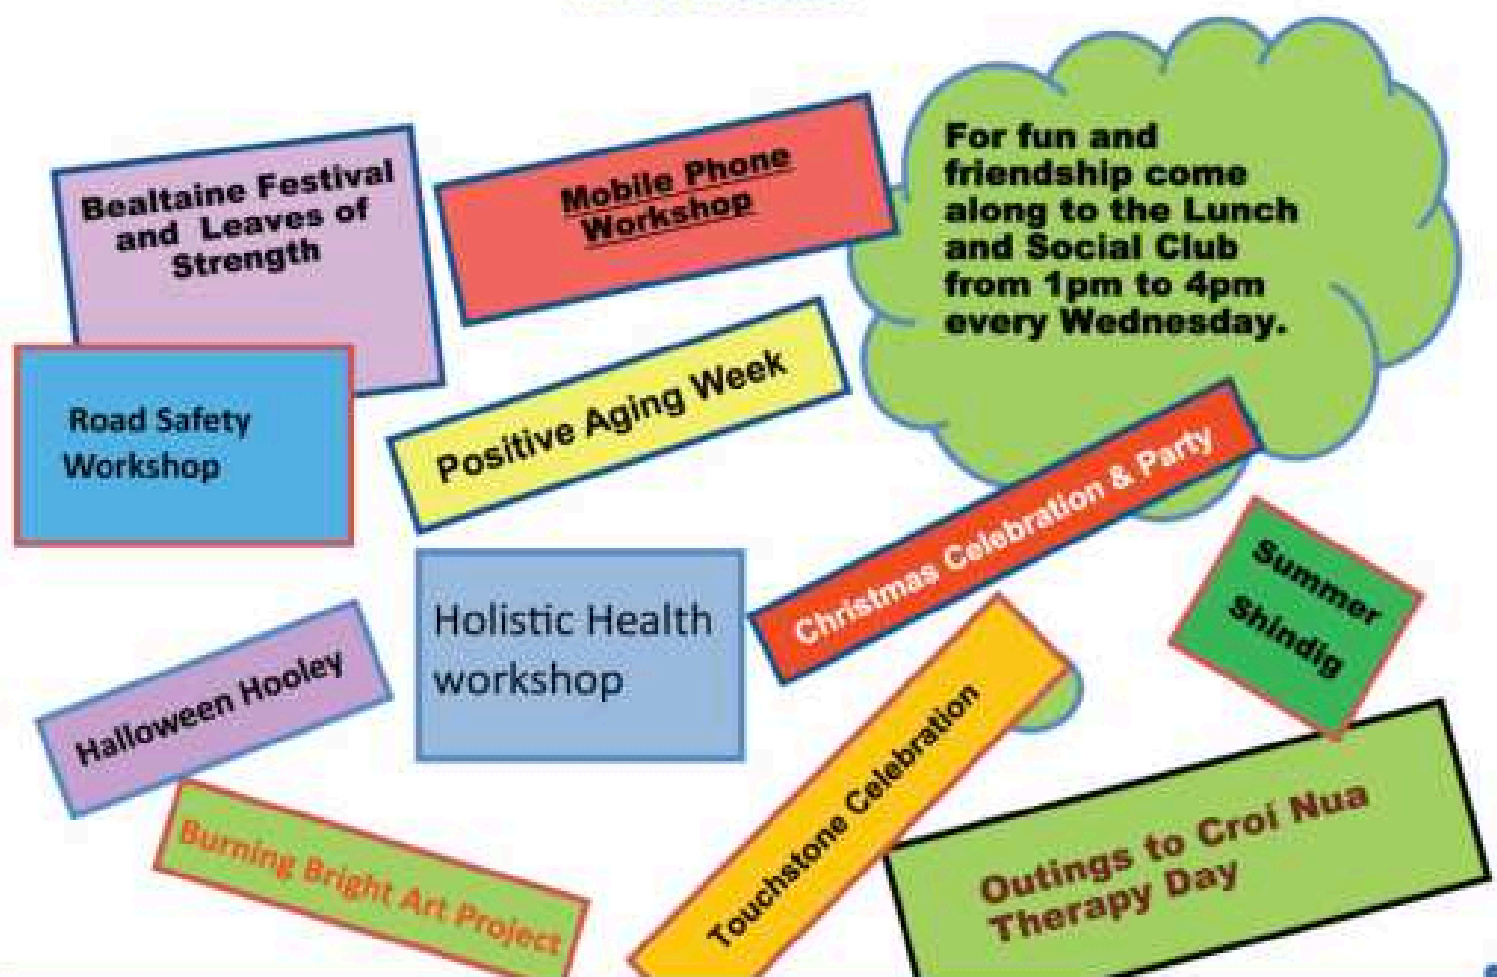 Bealtaine Festival
and Leaves of
Strength
Mobile Phone
Workshop
For fun and
friendship come
along to the Lunch
and Social Club
from 1pm to 4pm
every Wednesday.
Road Safety
Workshop
Positive Aging Week
Christmas Celebration & Party
Summer
Shindig
Holistic Health
workshop
Halloween Hooley
Touchstone Celebration
Burning Bright Art Project
Outings to Croí Nua
Therapy Day